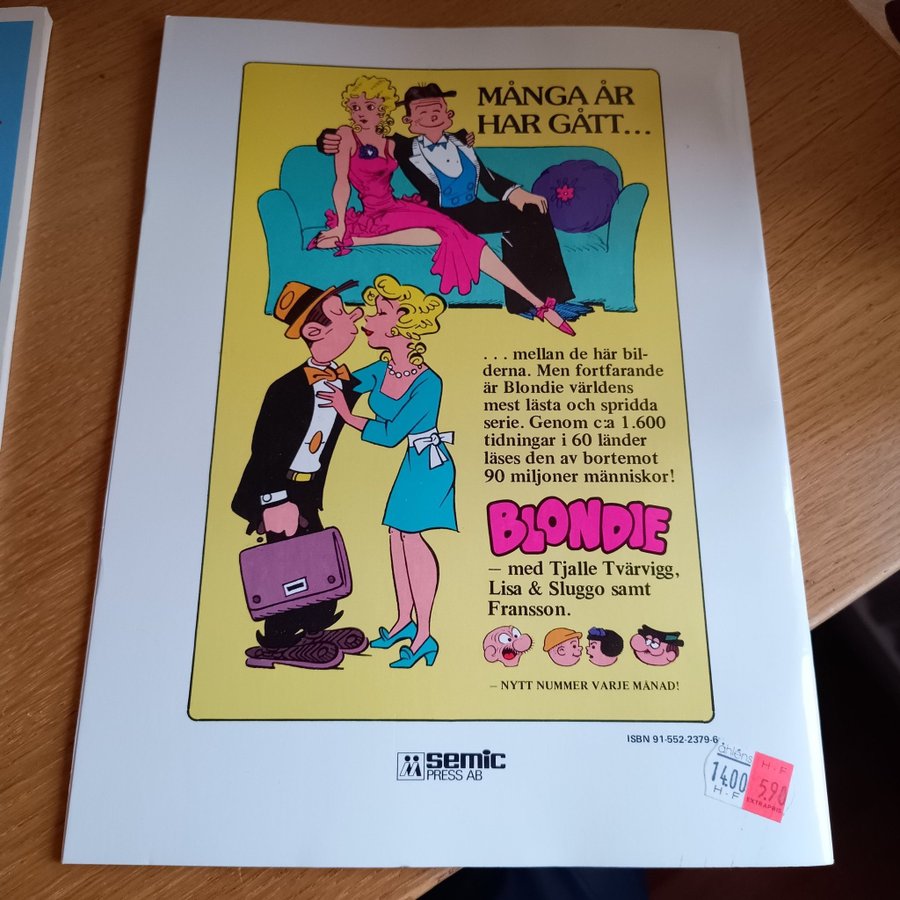 MÅNGA ÅR
HAR GÅTT...
. . . mellan de här bil-
derna. Men fortfarande
är Blondie världens
mest lästa och spridda
serie. Genom c:a 1.600
tidningar i 60 länder
läses den av bortemot
90 miljoner människor!
BLONDIE
– med Tjalle Tvärvigg,
Lisa & Sluggo samt
Fransson.
– NYTT NUMMER VARJE MÅNAD!
ISBN 91-552-2379-6
semic
PRESS AB
åhléns
14.00
H - F
H - F
5.90
EXTRAPRIS